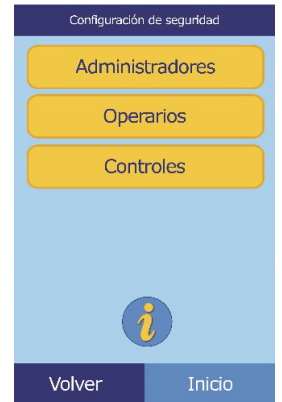 Configuración de seguridad
Administradores
Operarios
Controles
i
Volver Inicio